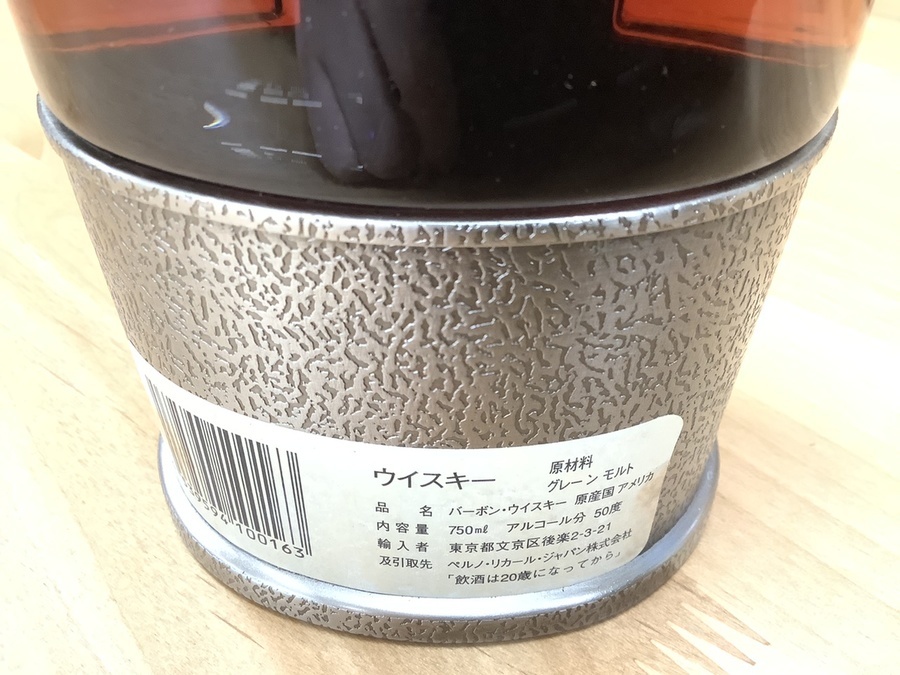 ウイスキー
原材料
グレーン モルト
品名 バーボン・ウイスキー 原産国 アメリカ
内容量 750mℓ アルコール分 50度
輸入者 東京都文京区後楽2-3-21
及引取先 ペルノ・リカール・ジャパン株式会社
「飲酒は20歳になってから」
594 100163